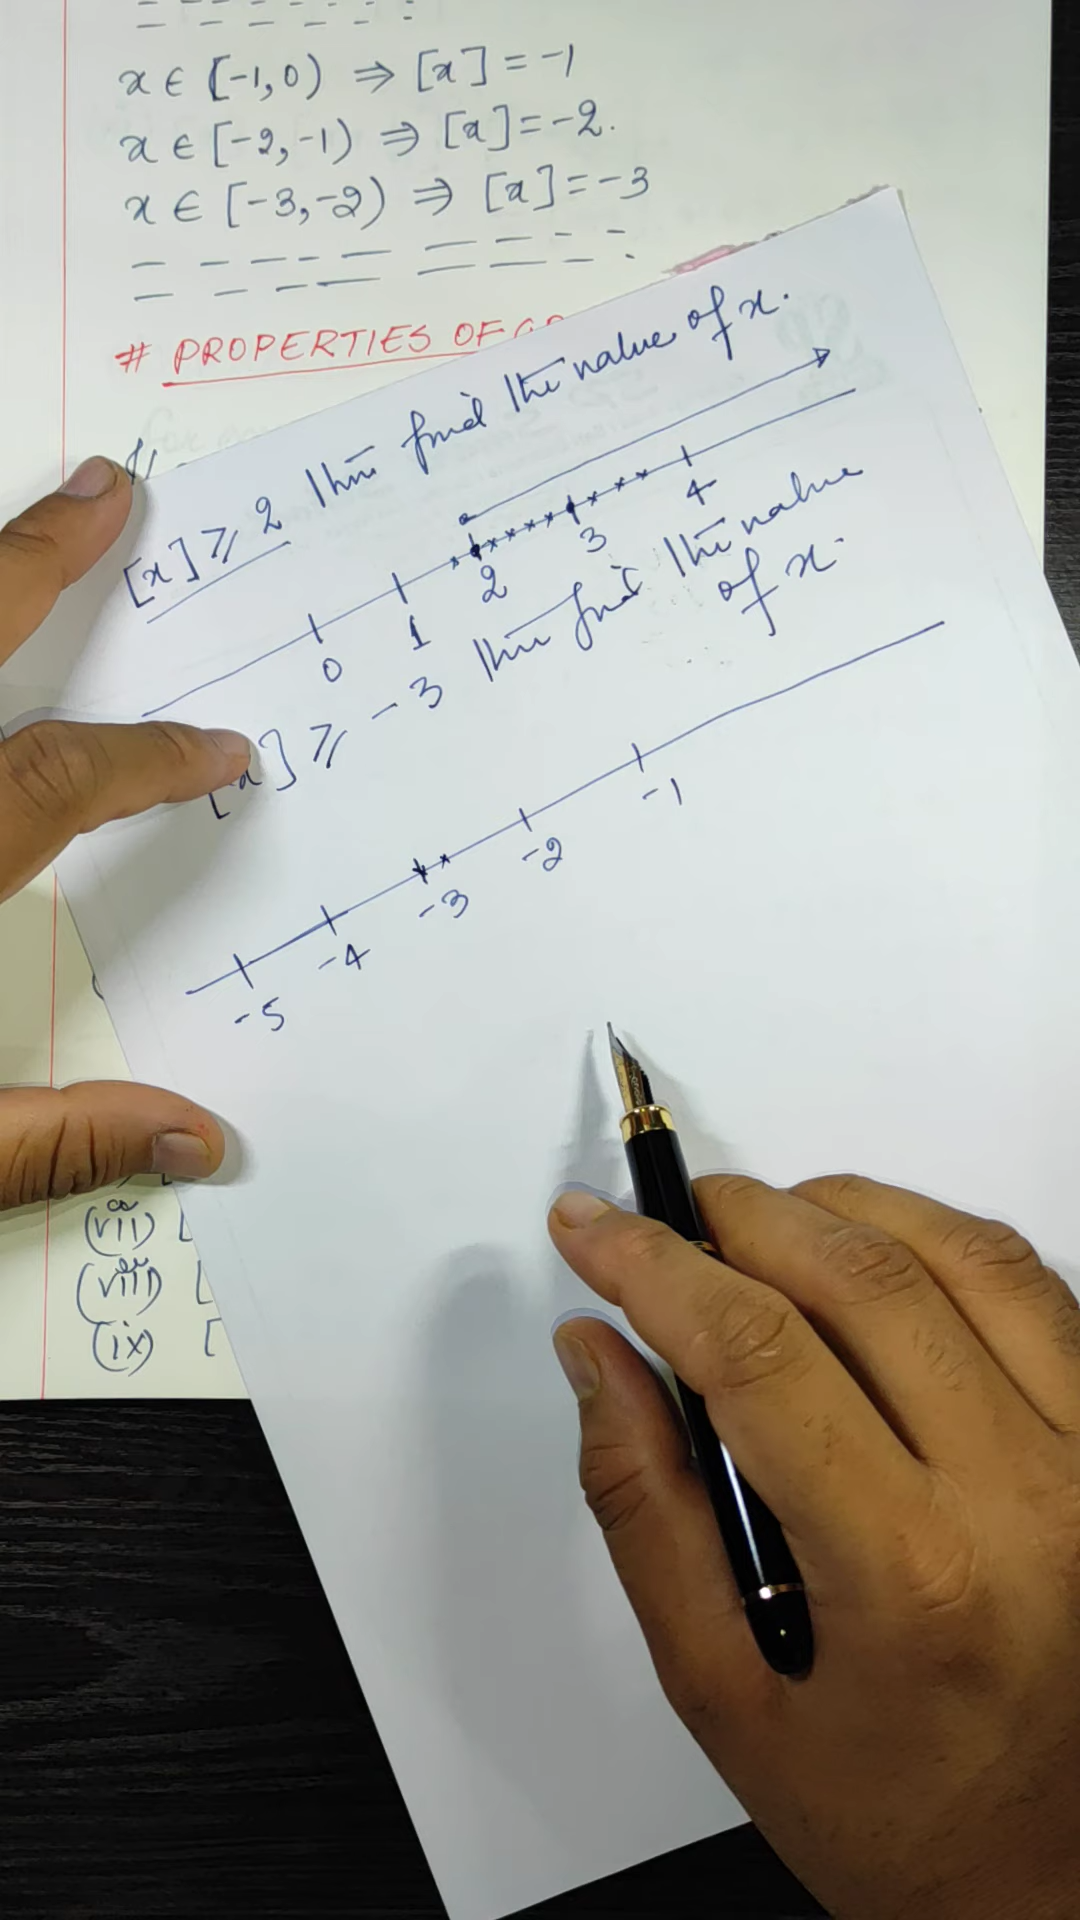 x ∈ [-1,0) ⇒ [x] = -1
x ∈ [-2,-1) ⇒ [x] = -2.
x ∈ [-3,-2) ⇒ [x] = -3
# PROPERTIES OF
[x] ⩾ 2 then find the value of x.
0 1 2 3 4
[x] ⩾ -3 then find the value
of x.
-5 -4 -3 -2 -1
(vii) [
(viii) [
(ix) [